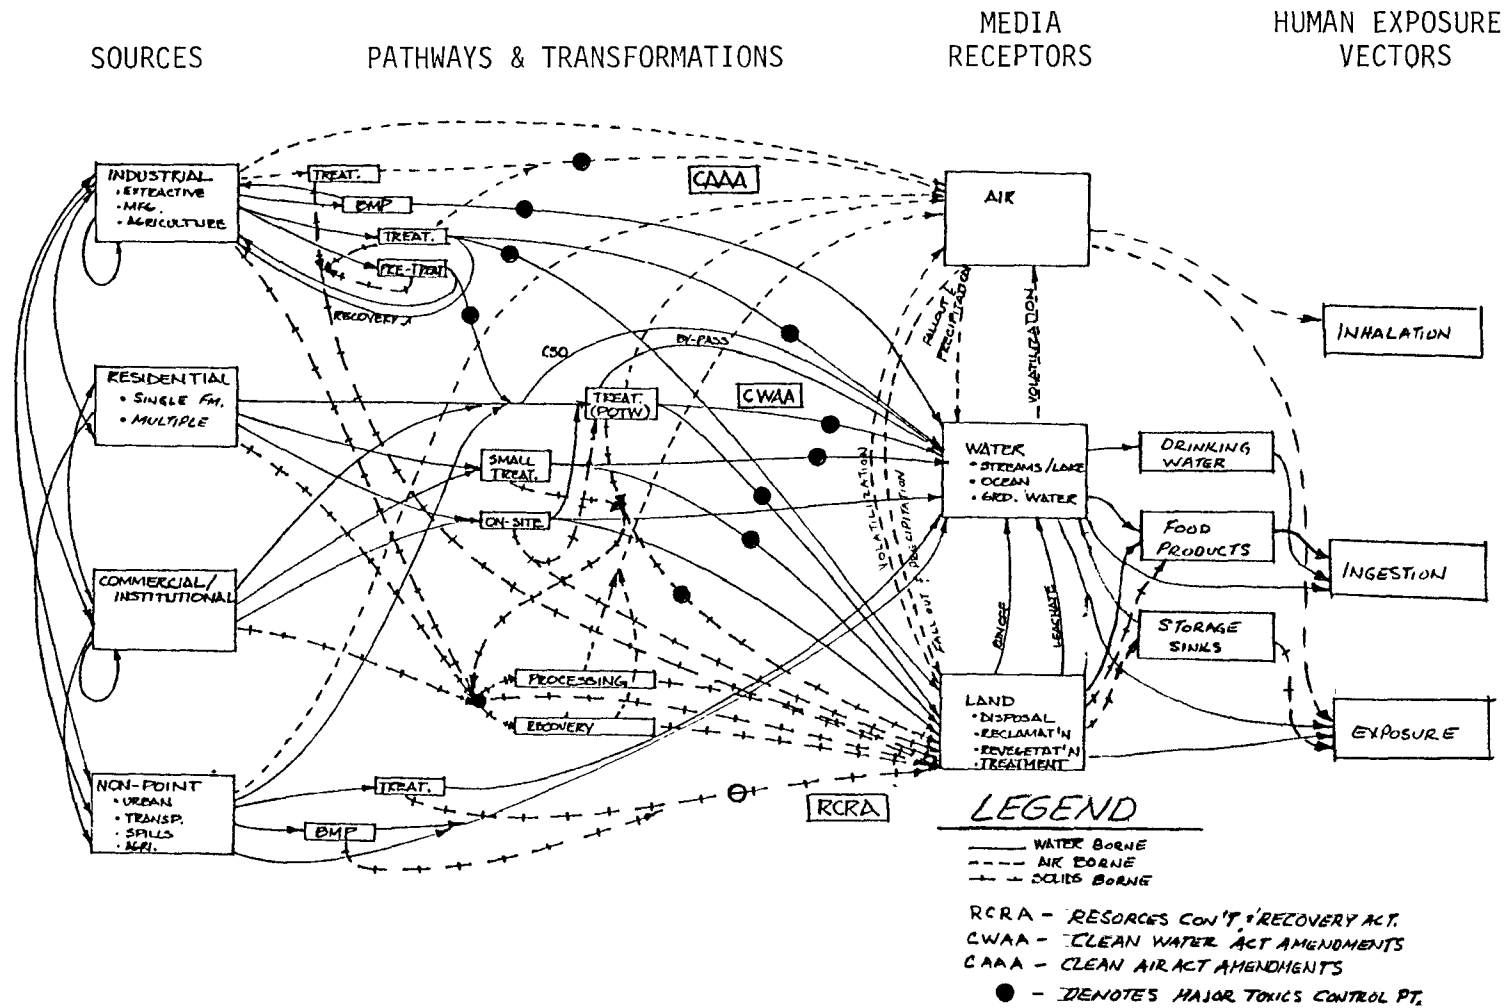 SOURCES
PATHWAYS & TRANSFORMATIONS
MEDIA
RECEPTORS
HUMAN EXPOSURE
VECTORS
INDUSTRIAL
• EXTRACTIVE
• MFG.
• AGRICULTURE
TREAT.
BMP
TREAT.
PRE-TREAT
RECOVERY
CAAA
AIR
FALLOUT &
PRECIPITATION
VOLATILIZATION
INHALATION
RESIDENTIAL
• SINGLE FM.
• MULTIPLE
CSO
BY-PASS
TREAT.
(POTW)
CWAA
SMALL
TREAT.
ON-SITE
VOLATILIZATION
FALL OUT & PRECIPITATION
WATER
• STREAMS/LAKE
• OCEAN
• GRD. WATER
DRINKING
WATER
FOOD
PRODUCTS
INGESTION
COMMERCIAL/
INSTITUTIONAL
RUNOFF
LEACHATE
STORAGE
SINKS
PROCESSING
RECOVERY
LAND
• DISPOSAL
• RECLAMAT'N
• REVEGETAT'N
• TREATMENT
EXPOSURE
NON-POINT
• URBAN
• TRANSP.
• SPILLS
• AGRI.
TREAT.
BMP
RCRA
LEGEND
WATER BORNE
AIR BORNE
SOLIDS BORNE
RCRA - RESORCES CON'T. & RECOVERY ACT.
CWAA - CLEAN WATER ACT AMENDMENTS
CAAA - CLEAN AIR ACT AMENDMENTS
● - DENOTES MAJOR TOXICS CONTROL PT.